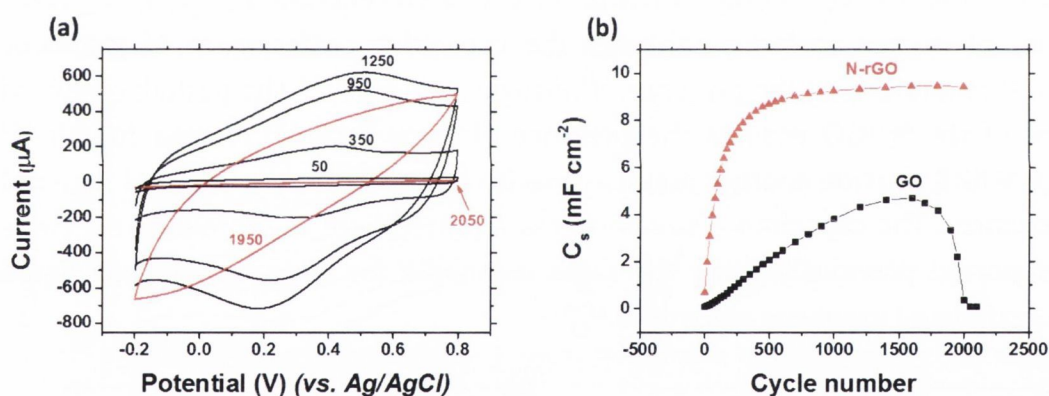 (a)
600
400
200
0
-200
-400
-600
-800
Current (μA)
-0.2 0.0 0.2 0.4 0.6 0.8
Potential (V) (vs. Ag/AgCl)
1250
950
350
50
1950
2050
(b)
10
8
6
4
2
0
Cs (mF cm-2)
-500 0 500 1000 1500 2000 2500
Cycle number
N-rGO
GO